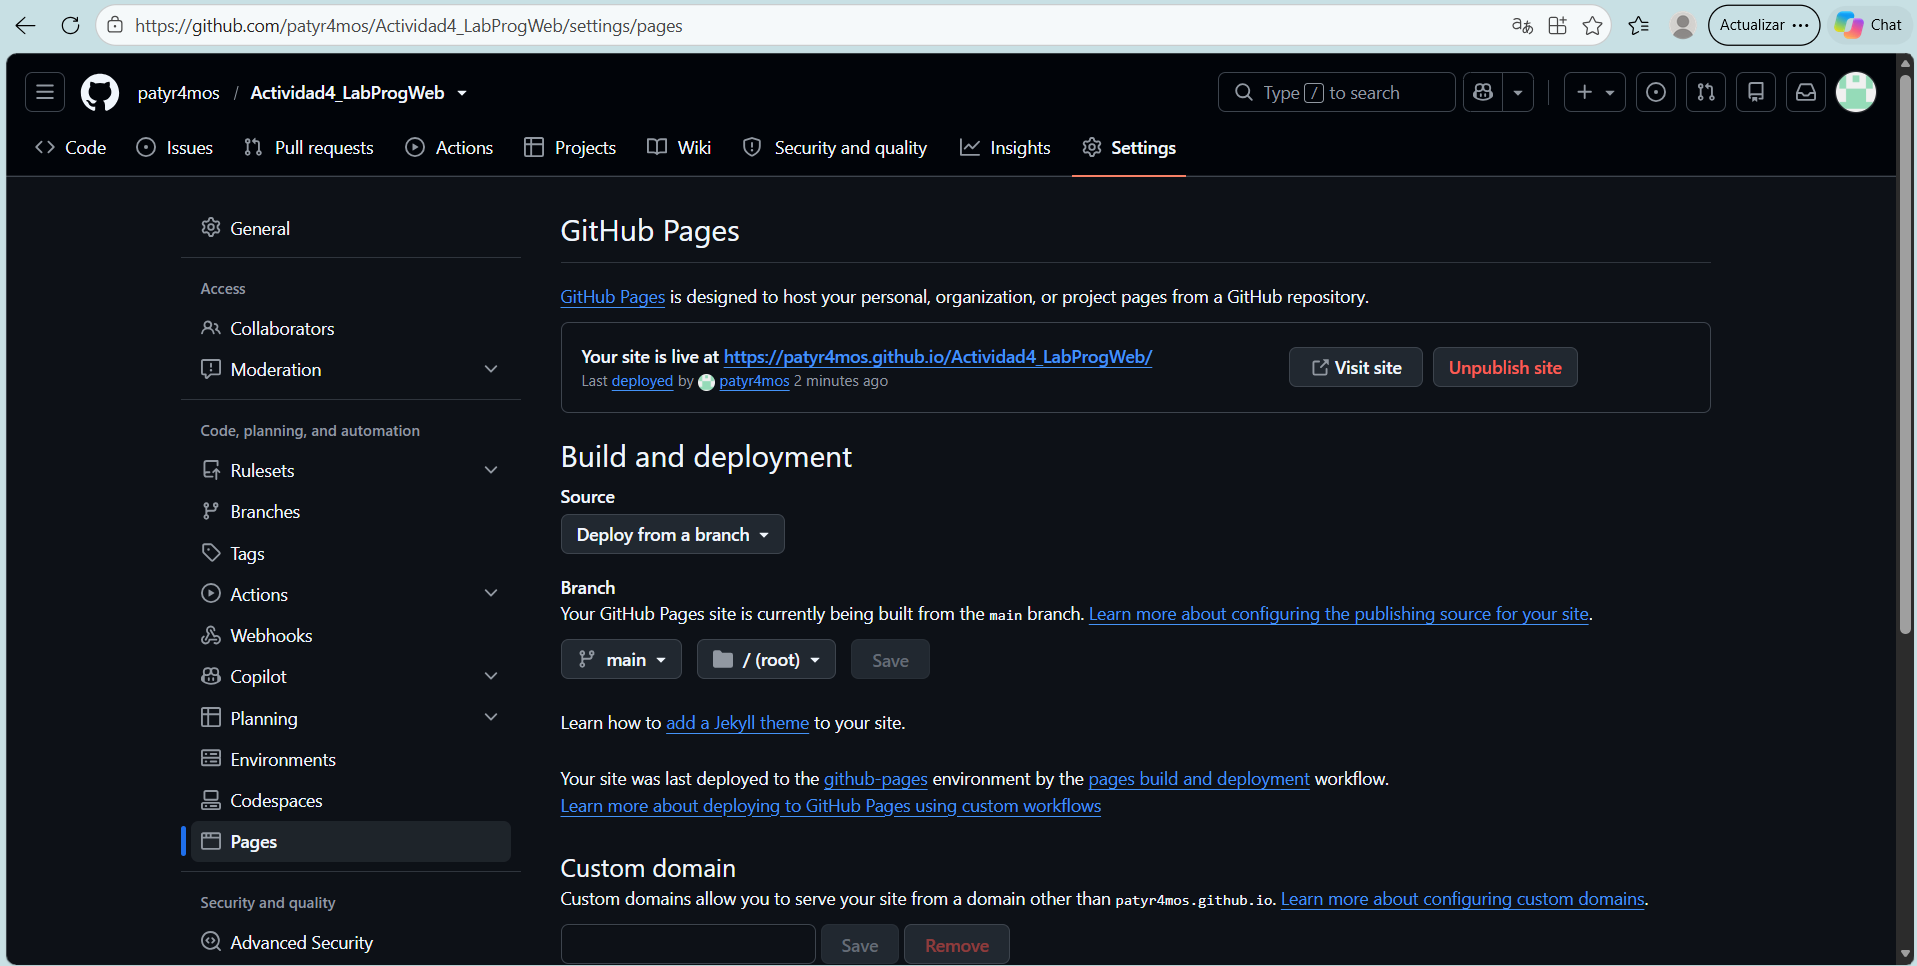 https://github.com/patyr4mos/Actividad4_LabProgWeb/settings/pages
Actualizar
Chat
patyr4mos / Actividad4_LabProgWeb
Type / to search
Code
Issues
Pull requests
Actions
Projects
Wiki
Security and quality
Insights
Settings
General
Access
Collaborators
Moderation
Code, planning, and automation
Rulesets
Branches
Tags
Actions
Webhooks
Copilot
Planning
Environments
Codespaces
Pages
Security and quality
Advanced Security
GitHub Pages
GitHub Pages is designed to host your personal, organization, or project pages from a GitHub repository.
Your site is live at https://patyr4mos.github.io/Actividad4_LabProgWeb/
Last deployed by patyr4mos 2 minutes ago
Visit site
Unpublish site
Build and deployment
Source
Deploy from a branch
Branch
Your GitHub Pages site is currently being built from the main branch. Learn more about configuring the publishing source for your site.
main
/ (root)
Save
Learn how to add a Jekyll theme to your site.
Your site was last deployed to the github-pages environment by the pages build and deployment workflow.
Learn more about deploying to GitHub Pages using custom workflows
Custom domain
Custom domains allow you to serve your site from a domain other than patyr4mos.github.io. Learn more about configuring custom domains.
Save
Remove